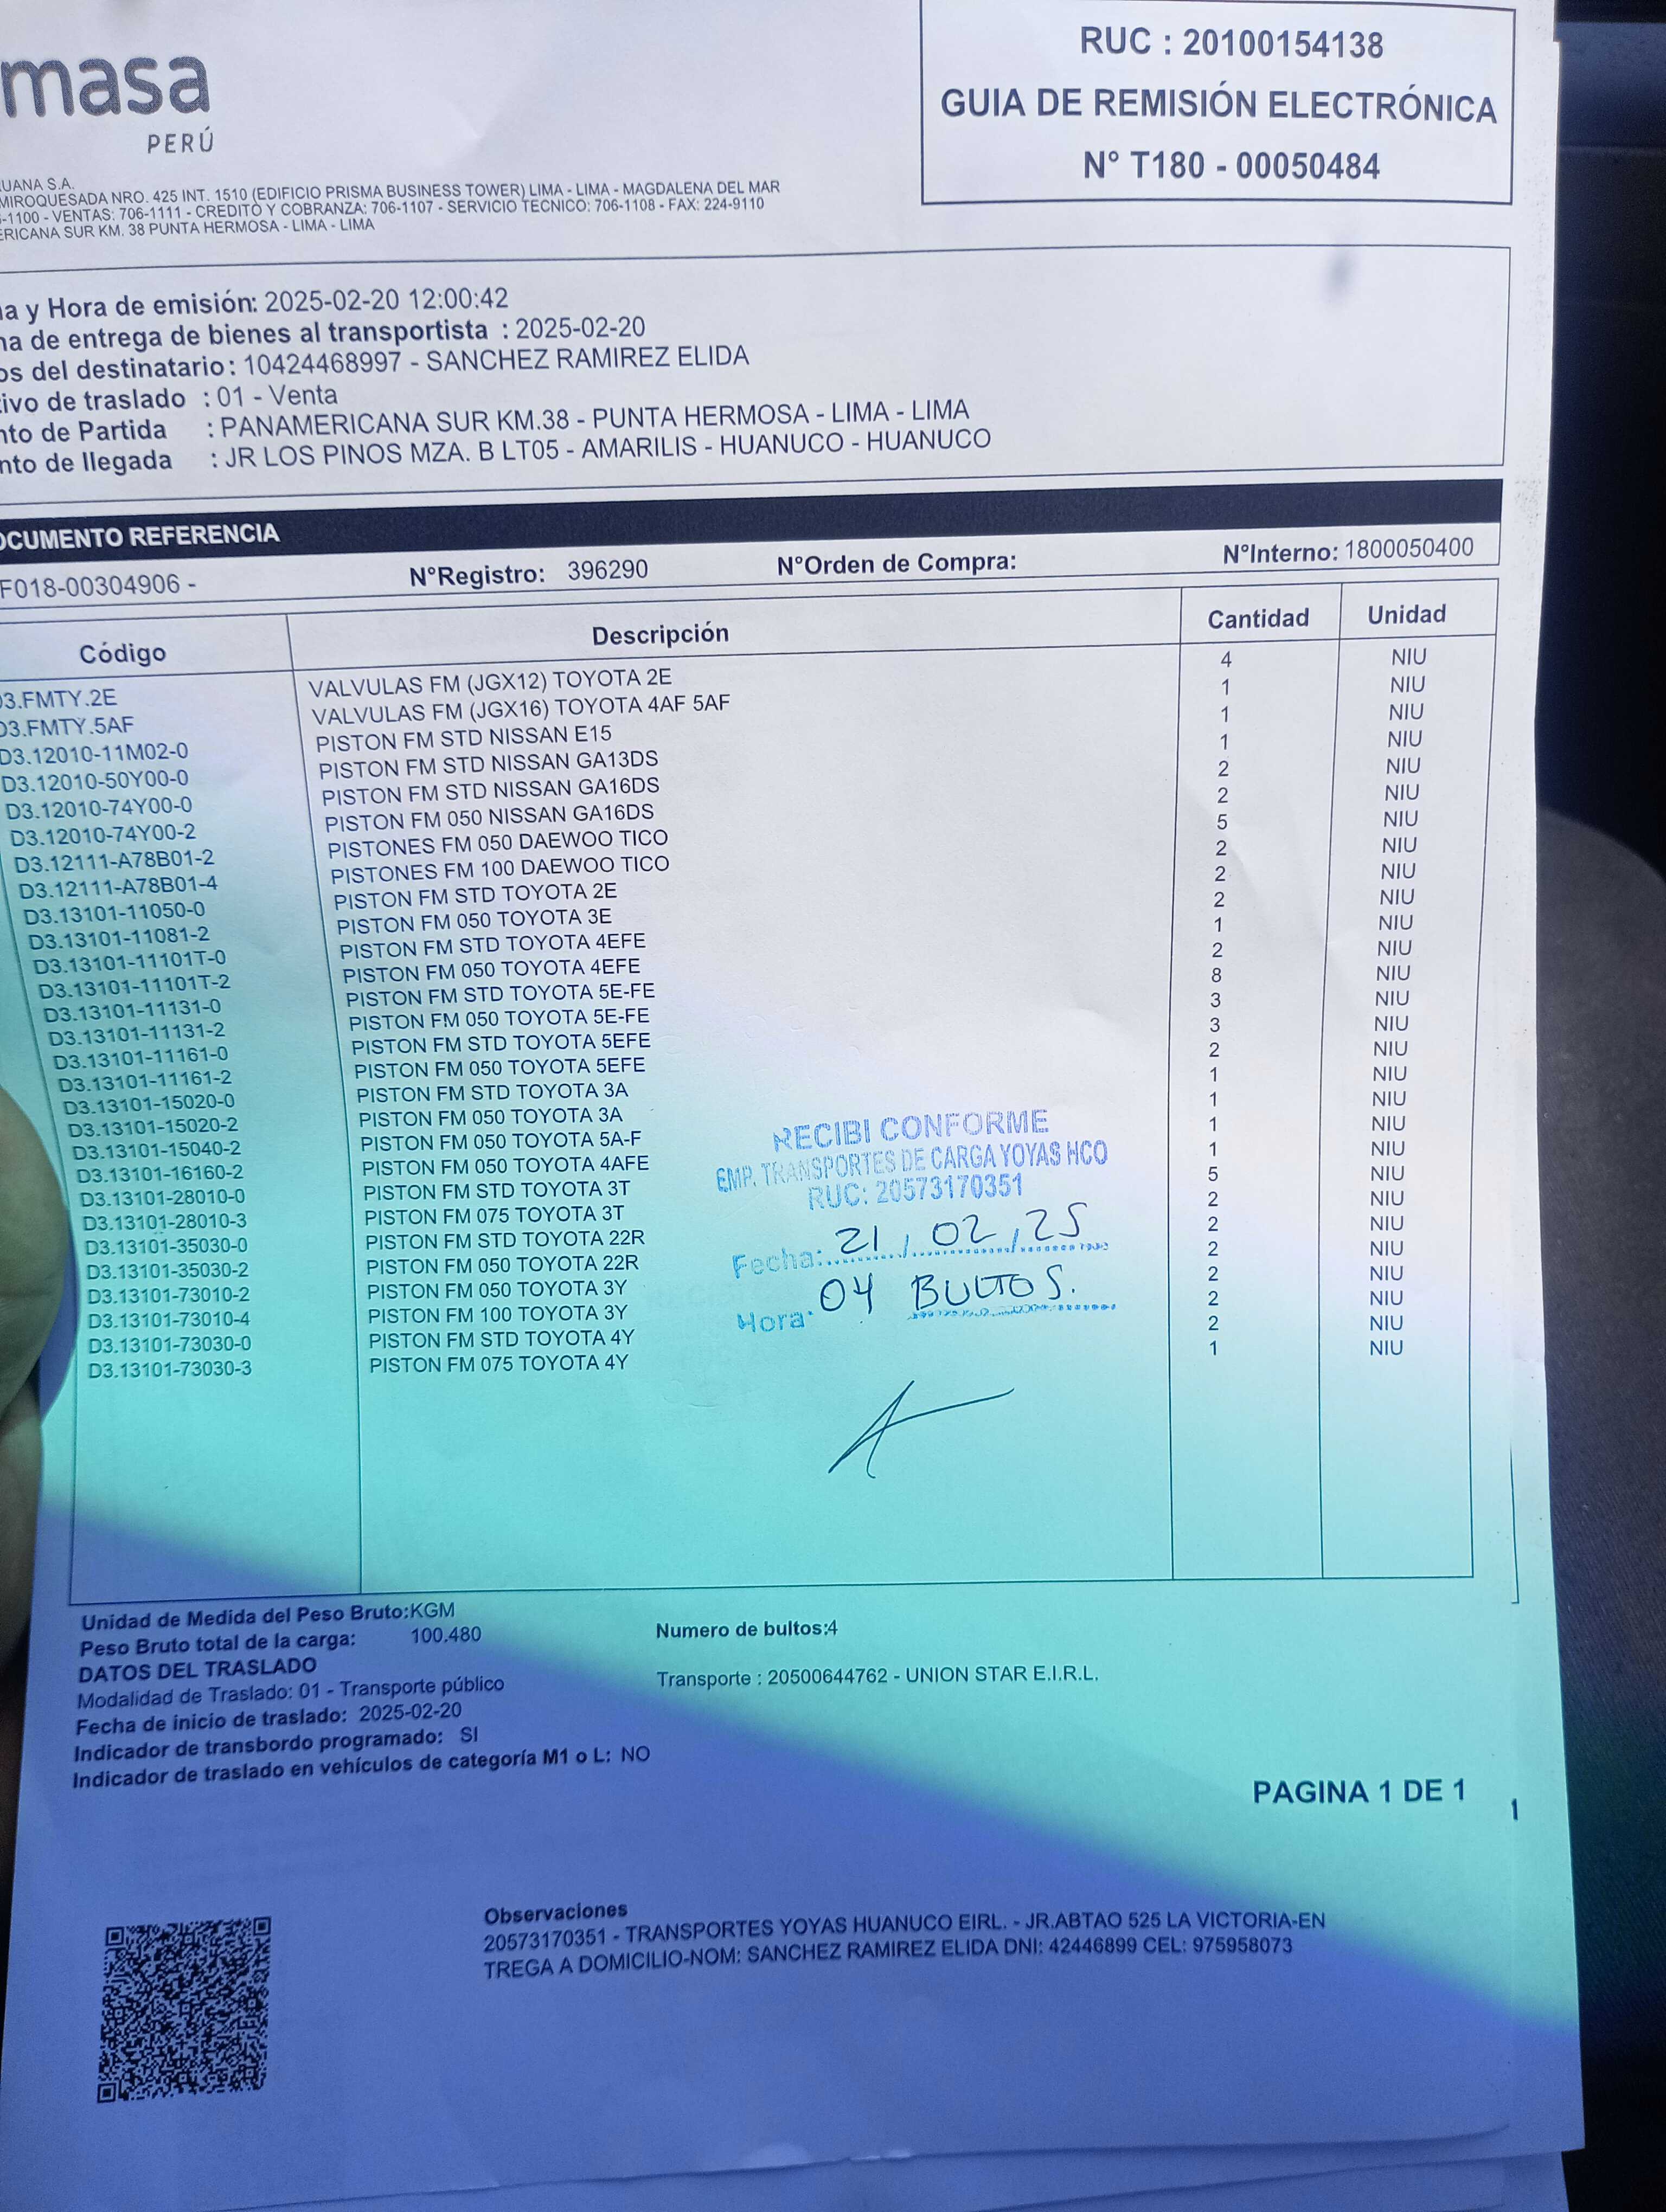 masa
PERÚ
RUC : 20100154138
GUIA DE REMISIÓN ELECTRÓNICA
N° T180 - 00050484
UANA S.A.
MIROQUESADA NRO. 425 INT. 1510 (EDIFICIO PRISMA BUSINESS TOWER) LIMA - LIMA - MAGDALENA DEL MAR
-1100 - VENTAS: 706-1111 - CREDITO Y COBRANZA: 706-1107 - SERVICIO TECNICO: 706-1108 - FAX: 224-9110
ERICANA SUR KM. 38 PUNTA HERMOSA - LIMA - LIMA
a y Hora de emisión: 2025-02-20 12:00:42
na de entrega de bienes al transportista : 2025-02-20
os del destinatario: 10424468997 - SANCHEZ RAMIREZ ELIDA
ivo de traslado : 01 - Venta
nto de Partida : PANAMERICANA SUR KM.38 - PUNTA HERMOSA - LIMA - LIMA
nto de llegada : JR LOS PINOS MZA. B LT05 - AMARILIS - HUANUCO - HUANUCO
OCUMENTO REFERENCIA
F018-00304906 - N°Registro: 396290 N°Orden de Compra: N°Interno: 1800050400
Código Descripción Cantidad Unidad
D3.FMTY.2E VALVULAS FM (JGX12) TOYOTA 2E 4 NIU
D3.FMTY.5AF VALVULAS FM (JGX16) TOYOTA 4AF 5AF 1 NIU
D3.12010-11M02-0 PISTON FM STD NISSAN E15 1 NIU
D3.12010-50Y00-0 PISTON FM STD NISSAN GA13DS 1 NIU
D3.12010-74Y00-0 PISTON FM STD NISSAN GA16DS 2 NIU
D3.12010-74Y00-2 PISTON FM 050 NISSAN GA16DS 2 NIU
D3.12111-A78B01-2 PISTONES FM 050 DAEWOO TICO 5 NIU
D3.12111-A78B01-4 PISTONES FM 100 DAEWOO TICO 2 NIU
D3.13101-11050-0 PISTON FM STD TOYOTA 2E 2 NIU
D3.13101-11081-2 PISTON FM 050 TOYOTA 3E 2 NIU
D3.13101-11101T-0 PISTON FM STD TOYOTA 4EFE 1 NIU
D3.13101-11101T-2 PISTON FM 050 TOYOTA 4EFE 2 NIU
D3.13101-11131-0 PISTON FM STD TOYOTA 5E-FE 8 NIU
D3.13101-11131-2 PISTON FM 050 TOYOTA 5E-FE 3 NIU
D3.13101-11161-0 PISTON FM STD TOYOTA 5EFE 3 NIU
D3.13101-11161-2 PISTON FM 050 TOYOTA 5EFE 2 NIU
D3.13101-15020-0 PISTON FM STD TOYOTA 3A 1 NIU
D3.13101-15020-2 PISTON FM 050 TOYOTA 3A 1 NIU
D3.13101-15040-2 PISTON FM 050 TOYOTA 5A-F 1 NIU
D3.13101-16160-2 PISTON FM 050 TOYOTA 4AFE 1 NIU
D3.13101-28010-0 PISTON FM STD TOYOTA 3T 5 NIU
D3.13101-28010-3 PISTON FM 075 TOYOTA 3T 2 NIU
D3.13101-35030-0 PISTON FM STD TOYOTA 22R 2 NIU
D3.13101-35030-2 PISTON FM 050 TOYOTA 22R 2 NIU
D3.13101-73010-2 PISTON FM 050 TOYOTA 3Y 2 NIU
D3.13101-73010-4 PISTON FM 100 TOYOTA 3Y 2 NIU
D3.13101-73030-0 PISTON FM STD TOYOTA 4Y 2 NIU
D3.13101-73030-3 PISTON FM 075 TOYOTA 4Y 1 NIU
RECIBI CONFORME
EMP. TRANSPORTES DE CARGA YOYAS HCO
RUC: 20573170351
Fecha: 21, 02, 25
Hora: 04 BULTOS.
Unidad de Medida del Peso Bruto:KGM
Peso Bruto total de la carga: 100.480 Numero de bultos:4
DATOS DEL TRASLADO
Modalidad de Traslado: 01 - Transporte público Transporte : 20500644762 - UNION STAR E.I.R.L.
Fecha de inicio de traslado: 2025-02-20
Indicador de transbordo programado: SI
Indicador de traslado en vehículos de categoría M1 o L: NO
PAGINA 1 DE 1
1
Observaciones
20573170351 - TRANSPORTES YOYAS HUANUCO EIRL. - JR.ABTAO 525 LA VICTORIA-EN
TREGA A DOMICILIO-NOM: SANCHEZ RAMIREZ ELIDA DNI: 42446899 CEL: 975958073